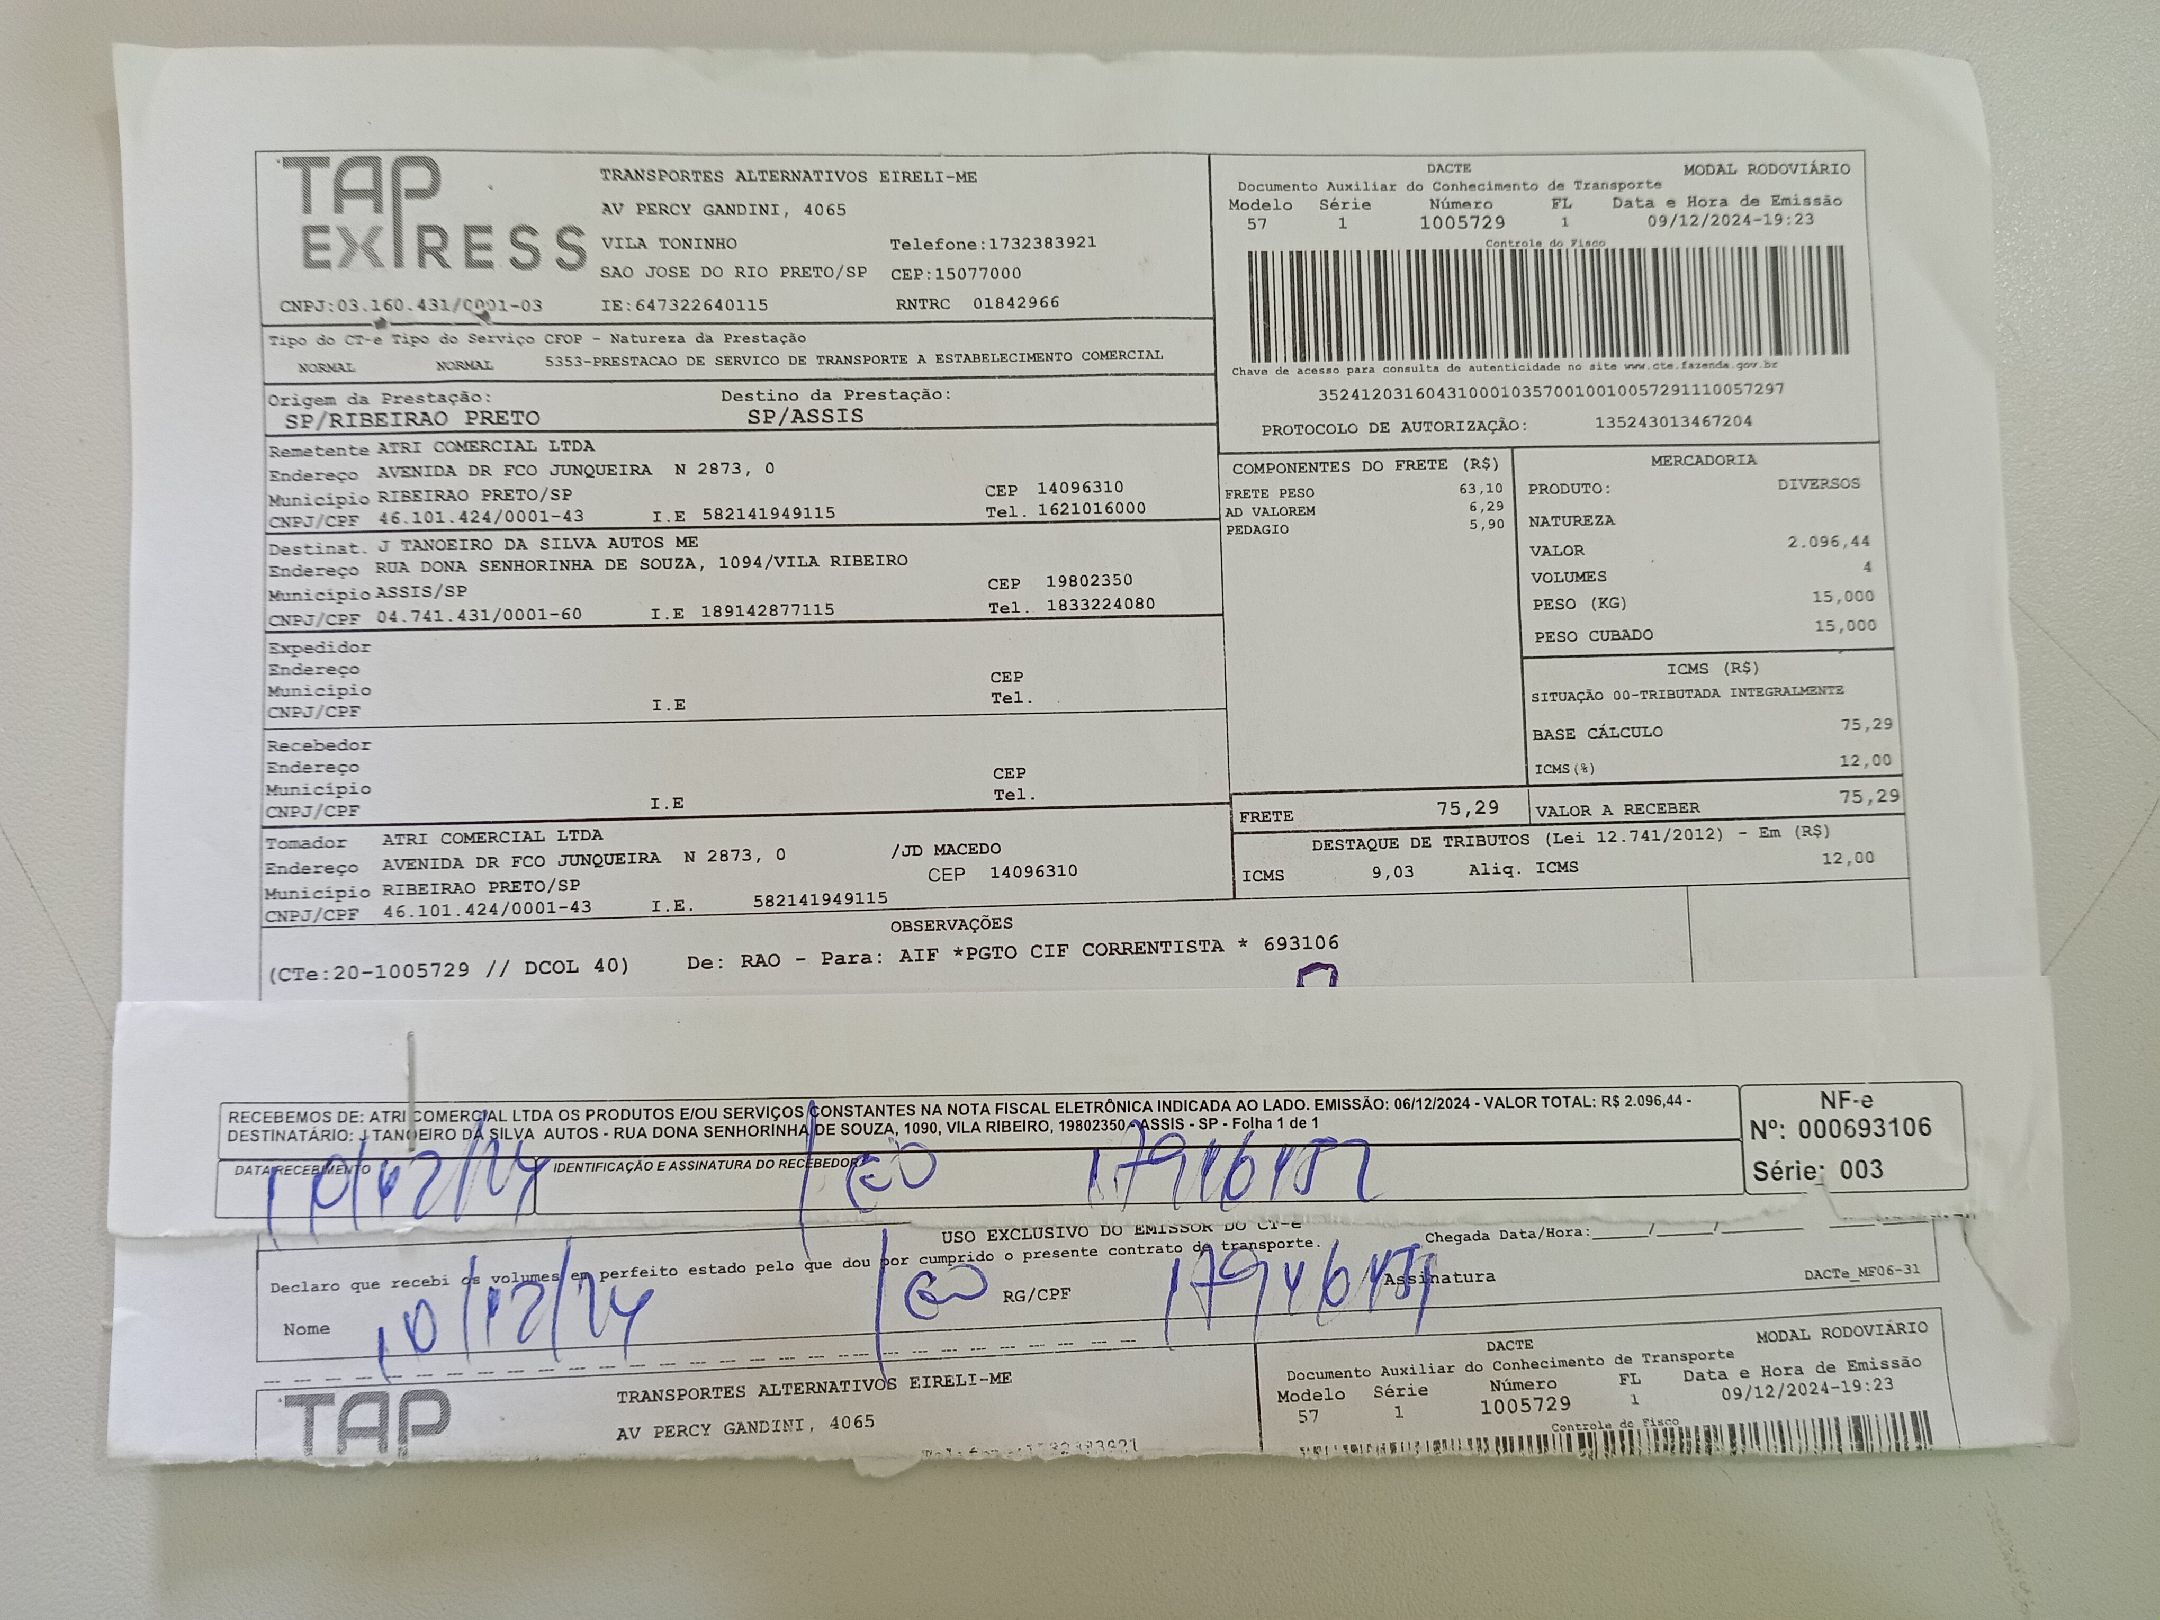 TAP EXPRESS
TRANSPORTES ALTERNATIVOS EIRELI-ME
AV PERCY GANDINI, 4065
VILA TONINHO Telefone:1732383921
SAO JOSE DO RIO PRETO/SP CEP:15077000
CNPJ:03.160.431/0001-03 IE:647322640115 RNTRC 01842966
DACTE MODAL RODOVIÁRIO
Documento Auxiliar do Conhecimento de Transporte
Modelo Série Número FL Data e Hora de Emissão
57 1 1005729 1 09/12/2024-19:23
Controle do Fisco
Chave de acesso para consulta de autenticidade no site www.cte.fazenda.gov.br
35241203160431000103570010010057291110057297
PROTOCOLO DE AUTORIZAÇÃO: 135243013467204
Tipo do CT-e Tipo do Serviço CFOP - Natureza da Prestação
NORMAL NORMAL 5353-PRESTACAO DE SERVICO DE TRANSPORTE A ESTABELECIMENTO COMERCIAL
Origem da Prestação: Destino da Prestação:
SP/RIBEIRAO PRETO SP/ASSIS
Remetente ATRI COMERCIAL LTDA
Endereço AVENIDA DR FCO JUNQUEIRA N 2873, 0
Município RIBEIRAO PRETO/SP CEP 14096310
CNPJ/CPF 46.101.424/0001-43 I.E 582141949115 Tel. 1621016000
Destinat. J TANOEIRO DA SILVA AUTOS ME
Endereço RUA DONA SENHORINHA DE SOUZA, 1094/VILA RIBEIRO
Município ASSIS/SP CEP 19802350
CNPJ/CPF 04.741.431/0001-60 I.E 189142877115 Tel. 1833224080
Expedidor
Endereço
Município CEP
CNPJ/CPF I.E Tel.
Recebedor
Endereço
Município CEP
CNPJ/CPF I.E Tel.
Tomador ATRI COMERCIAL LTDA
Endereço AVENIDA DR FCO JUNQUEIRA N 2873, 0 /JD MACEDO
Município RIBEIRAO PRETO/SP CEP 14096310
CNPJ/CPF 46.101.424/0001-43 I.E. 582141949115
COMPONENTES DO FRETE (R$)
FRETE PESO 63,10
AD VALOREM 6,29
PEDAGIO 5,90
MERCADORIA
PRODUTO: DIVERSOS
NATUREZA
VALOR 2.096,44
VOLUMES 4
PESO (KG) 15,000
PESO CUBADO 15,000
ICMS (R$)
SITUAÇÃO 00-TRIBUTADA INTEGRALMENTE
BASE CÁLCULO 75,29
ICMS(%) 12,00
FRETE 75,29 VALOR A RECEBER 75,29
DESTAQUE DE TRIBUTOS (Lei 12.741/2012) - Em (R$)
ICMS 9,03 Aliq. ICMS 12,00
OBSERVAÇÕES
(CTe:20-1005729 // DCOL 40) De: RAO - Para: AIF *PGTO CIF CORRENTISTA * 693106
RECEBEMOS DE: ATRI COMERCIAL LTDA OS PRODUTOS E/OU SERVIÇOS CONSTANTES NA NOTA FISCAL ELETRÔNICA INDICADA AO LADO. EMISSÃO: 06/12/2024 - VALOR TOTAL: R$ 2.096,44 -
DESTINATÁRIO: J TANOEIRO DA SILVA AUTOS - RUA DONA SENHORINHA DE SOUZA, 1090, VILA RIBEIRO, 19802350 - ASSIS - SP - Folha 1 de 1
NF-e
Nº: 000693106
Série: 003
DATA RECEBIMENTO IDENTIFICAÇÃO E ASSINATURA DO RECEBEDOR
10/12/24
USO EXCLUSIVO DO EMISSOR DO CT-e
Declaro que recebi os volumes em perfeito estado pelo que dou por cumprido o presente contrato de transporte. Chegada Data/Hora:_____/_____/_______
Nome 10/12/24 RG/CPF Assinatura DACTe_MF06-31
TAP
TRANSPORTES ALTERNATIVOS EIRELI-ME
AV PERCY GANDINI, 4065
DACTE MODAL RODOVIÁRIO
Documento Auxiliar do Conhecimento de Transporte
Modelo Série Número FL Data e Hora de Emissão
57 1 1005729 1 09/12/2024-19:23
Controle do Fisco